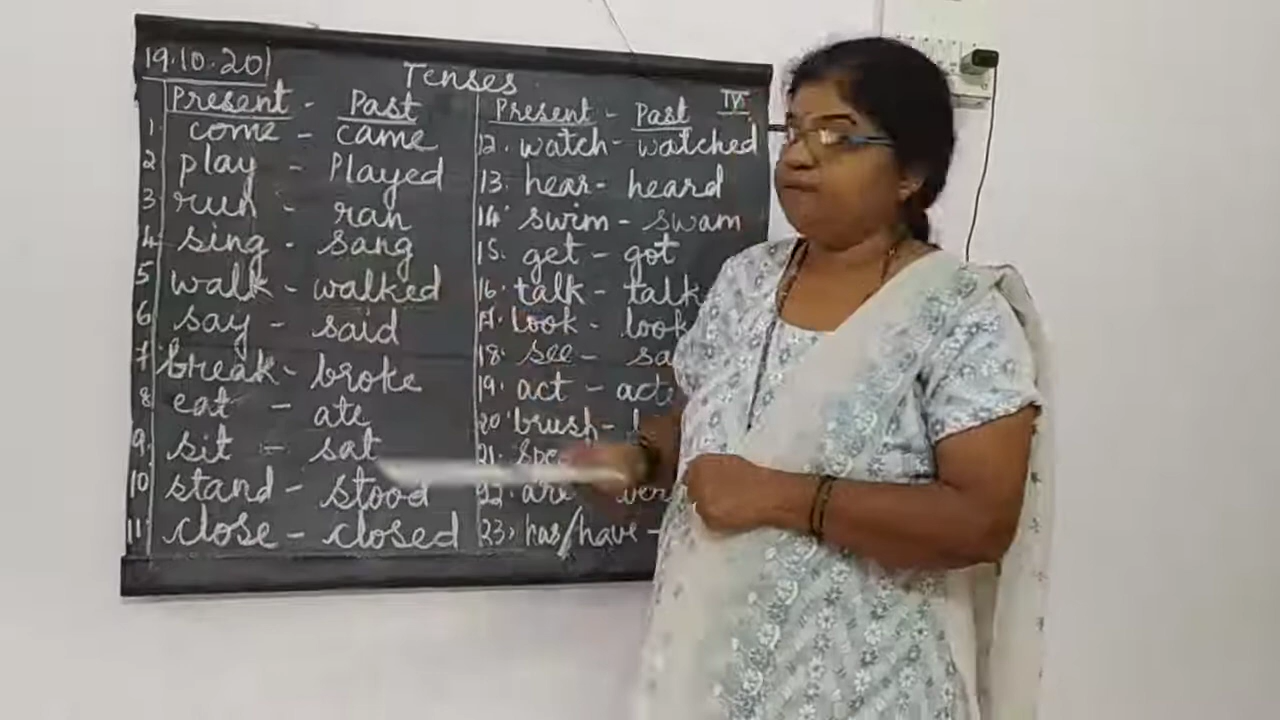 19.10.201
Tenses
IV
Present - Past
1. come - came
2 play - Played
3. run - ran
4 sing - sang
5 walk - walked
6 say - said
7 break - broke
8 eat - ate
9. sit - sat
10 stand - stood
11 close - closed
Present - Past
12. watch - watched
13. hear - heard
14. swim - swam
15. get - got
16. talk - talk
17. look - look
18. see - sa
19. act - acte
20. brush -
21.
22. are
23. has/have -